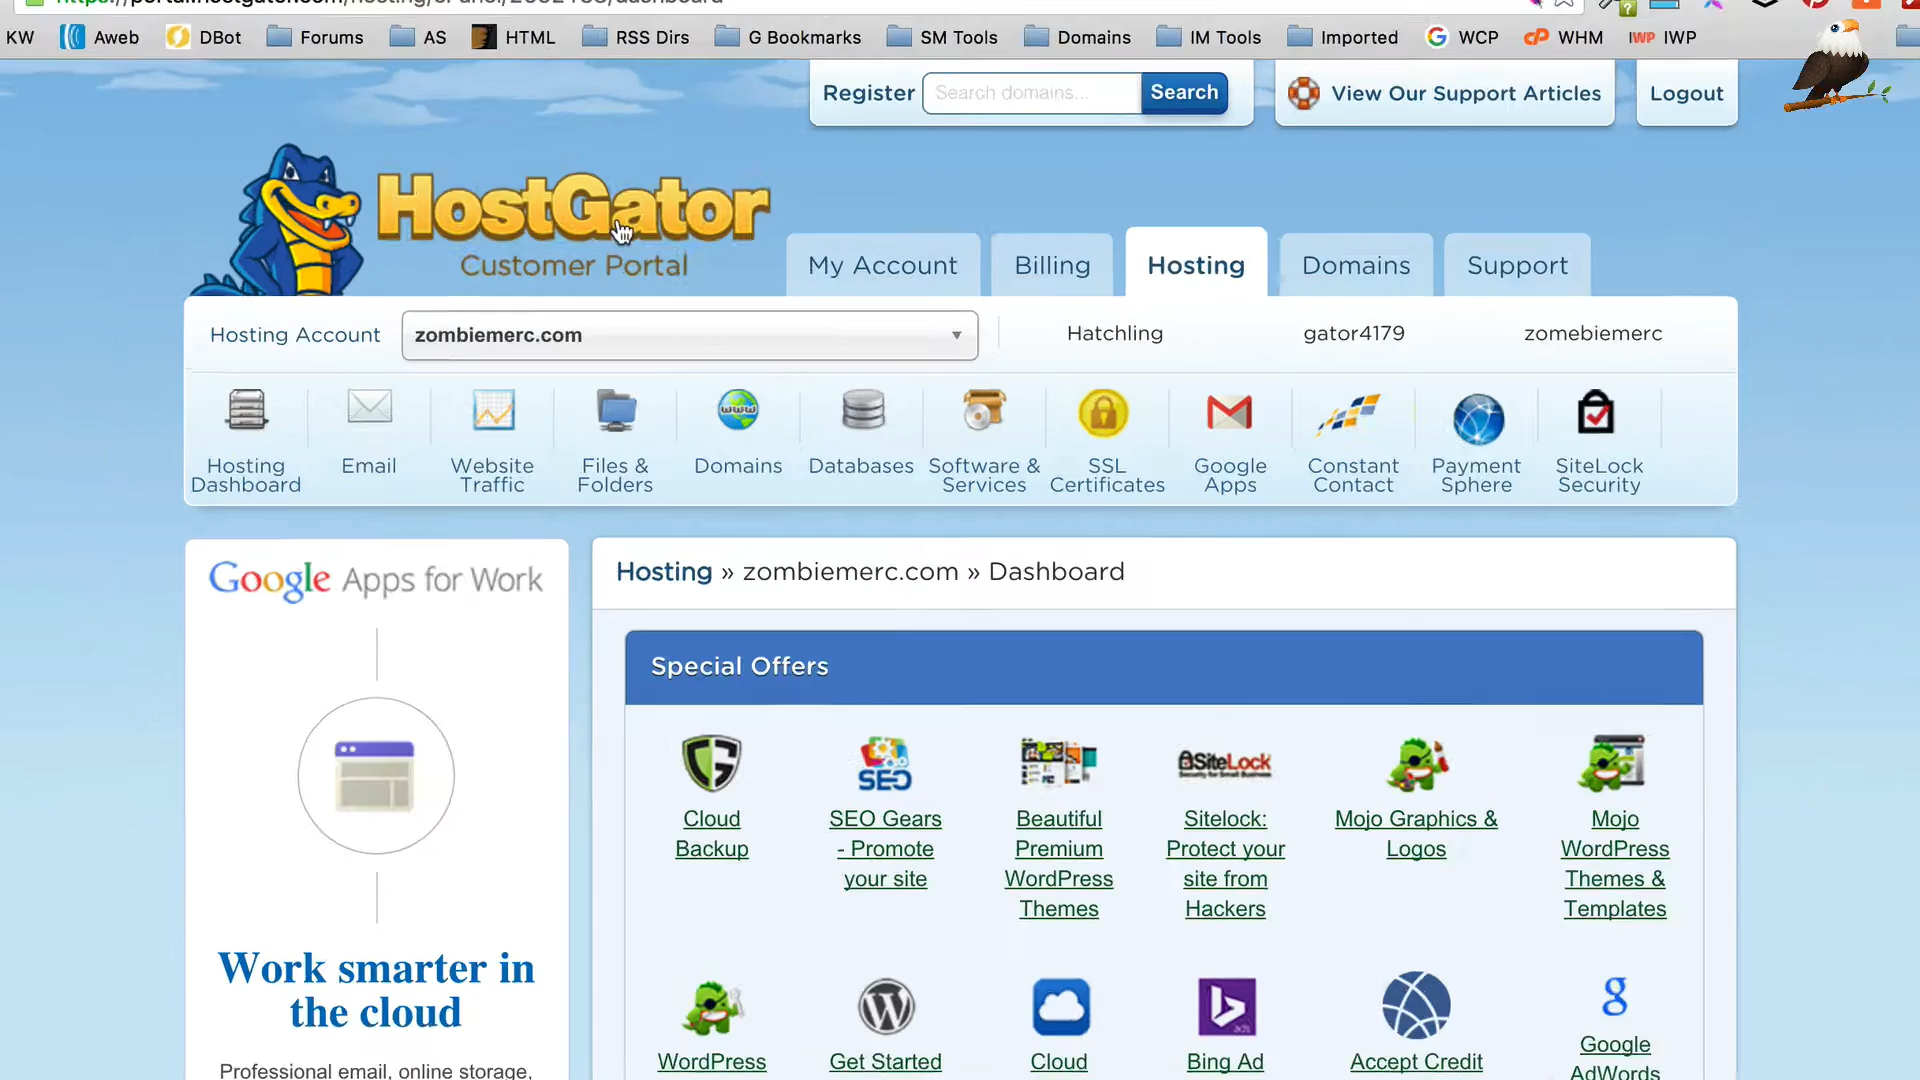 KW Aweb DBot Forums AS HTML RSS Dirs G Bookmarks SM Tools Domains IM Tools Imported WCP WHM IWP IWP
Register Search domains... Search View Our Support Articles Logout
HostGator
Customer Portal
My Account Billing Hosting Domains Support
Hosting Account zombiemerc.com Hatchling gator4179 zomebiemerc
Hosting Dashboard
Email
Website Traffic
Files & Folders
Domains
Databases
Software & Services
SSL Certificates
Google Apps
Constant Contact
Payment Sphere
SiteLock Security
Google Apps for Work
Work smarter in
the cloud
Professional email, online storage,
Hosting » zombiemerc.com » Dashboard
Special Offers
Cloud
Backup
SEO
SEO Gears
- Promote
your site
Beautiful
Premium
WordPress
Themes
SiteLock
Sitelock:
Protect your
site from
Hackers
Mojo Graphics &
Logos
Mojo
WordPress
Themes &
Templates
WordPress
Get Started
Cloud
Bing Ad
Accept Credit
Google
AdWords